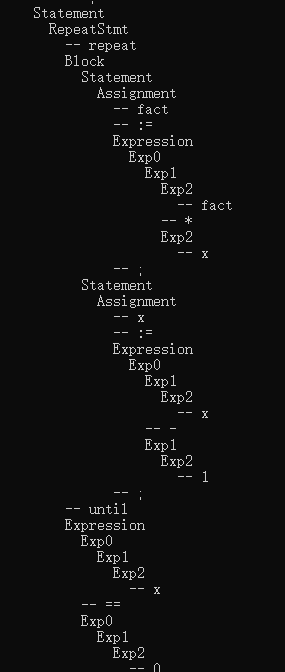 Statement
RepeatStmt
-- repeat
Block
Statement
Assignment
-- fact
-- :=
Expression
Exp0
Exp1
Exp2
-- fact
-- *
Exp2
-- x
-- ;
Statement
Assignment
-- x
-- :=
Expression
Exp0
Exp1
Exp2
-- x
-- -
Exp1
Exp2
-- 1
-- ;
-- until
Expression
Exp0
Exp1
Exp2
-- x
-- ==
Exp0
Exp1
Exp2
-- 0